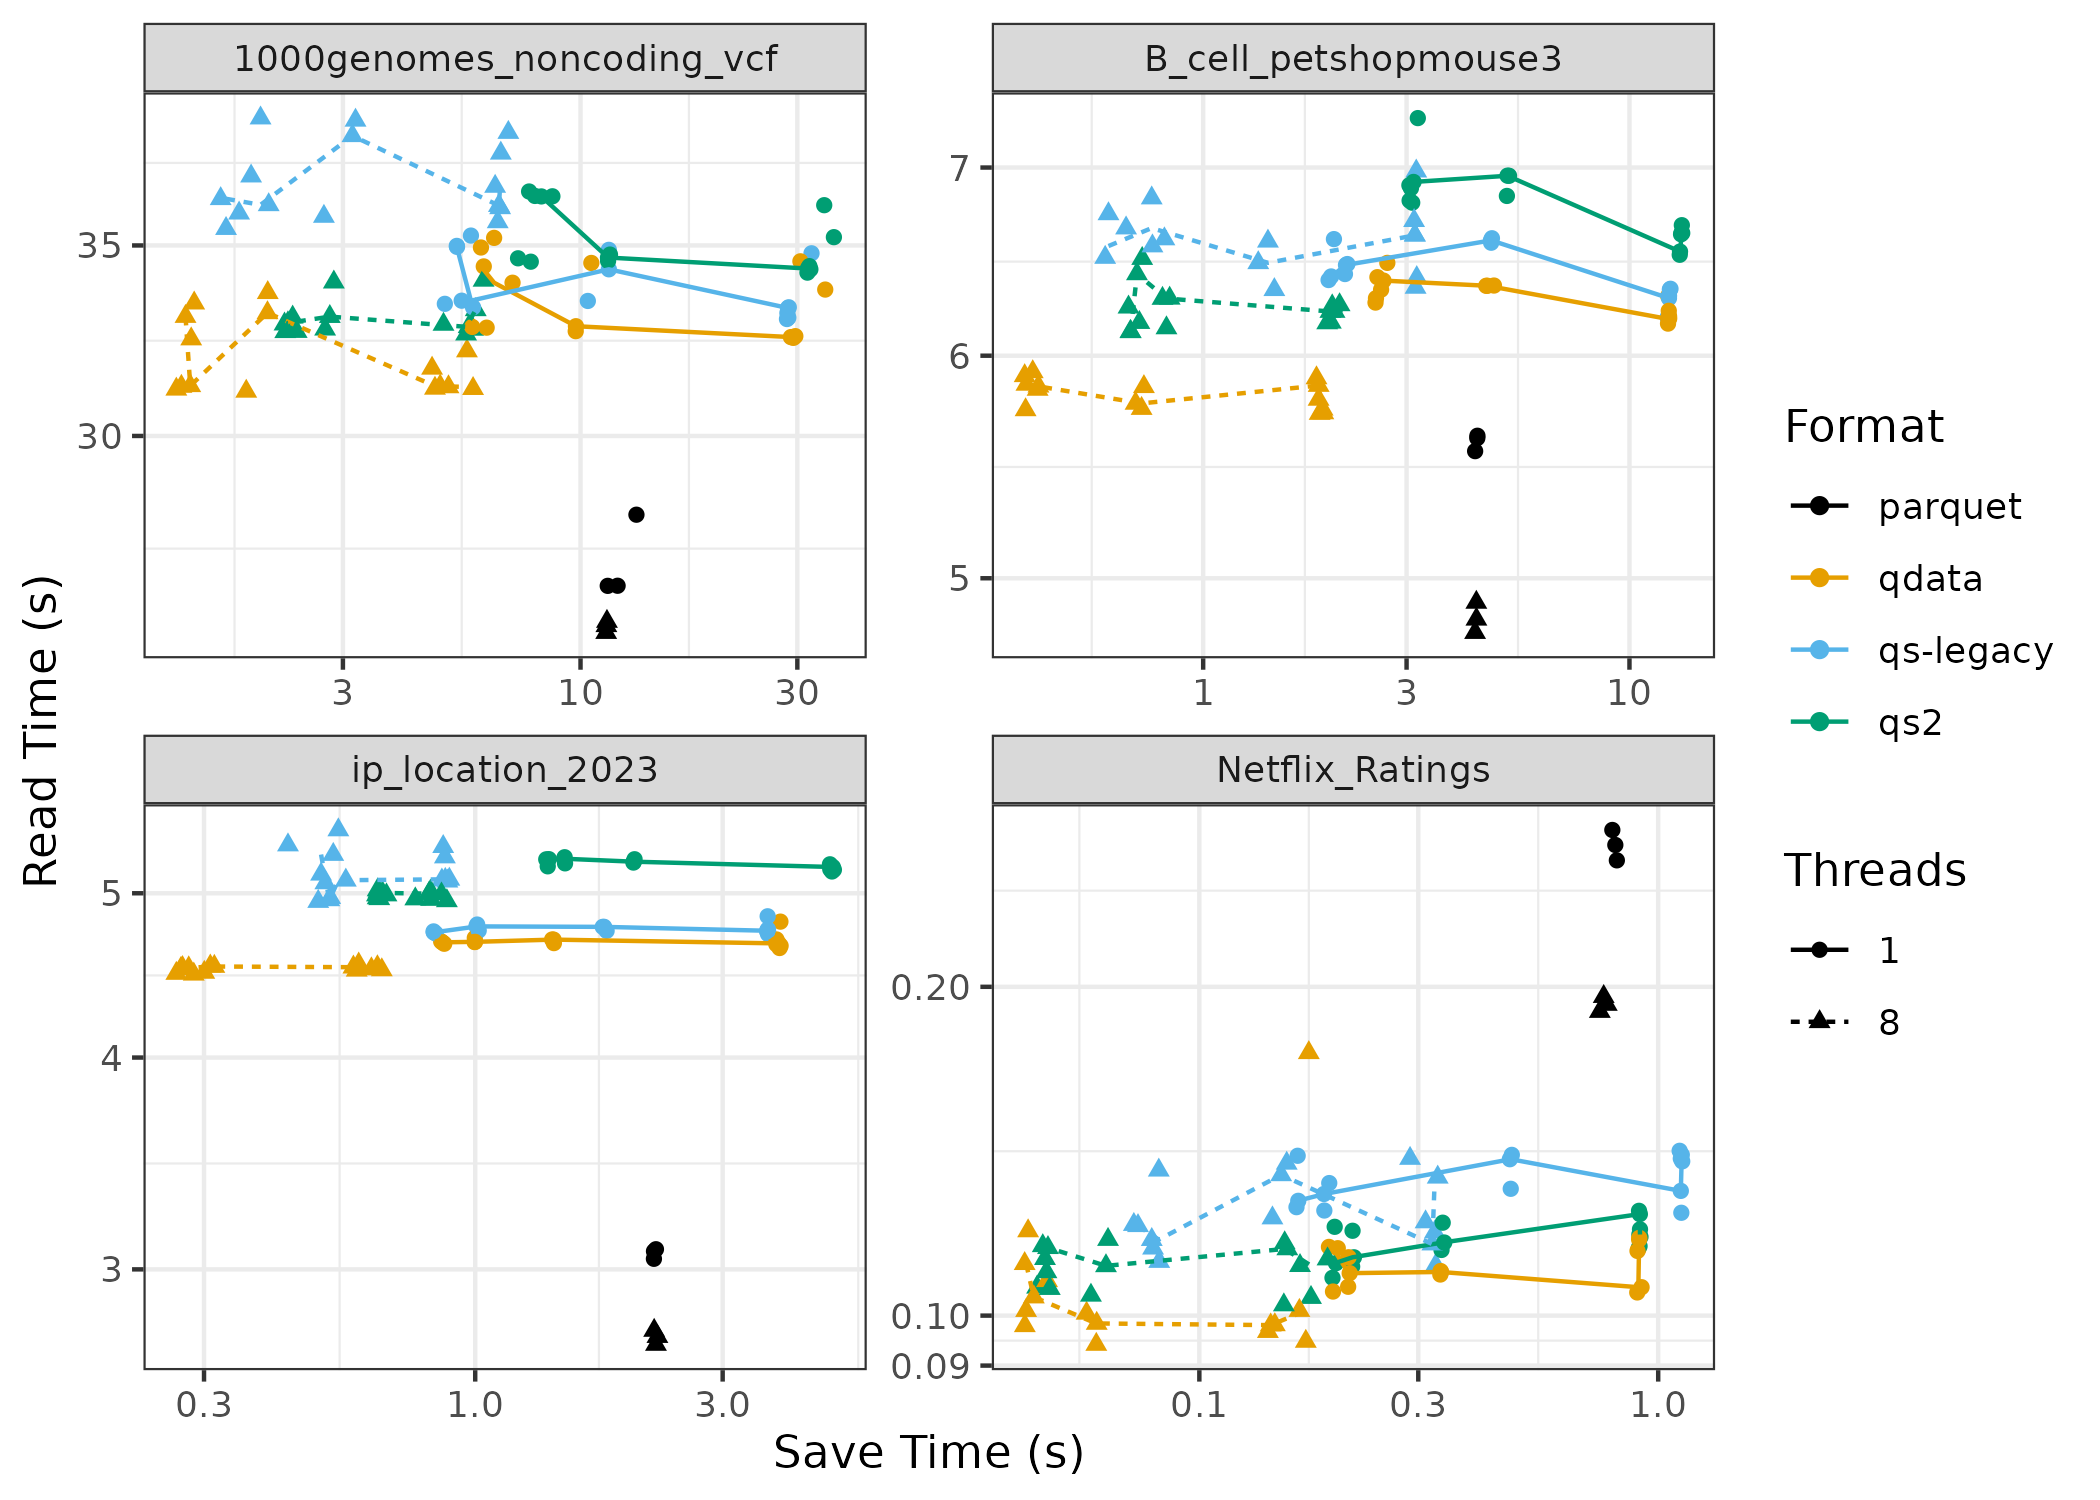 1000genomes_noncoding_vcf
B_cell_petshopmouse3
35
30
3
10
30
7
6
5
1
3
10
ip_location_2023
Netflix_Ratings
5
4
3
0.3
1.0
3.0
0.20
0.10
0.09
0.1
0.3
1.0
Read Time (s)
Save Time (s)
Format
parquet
qdata
qs-legacy
qs2
Threads
1
8